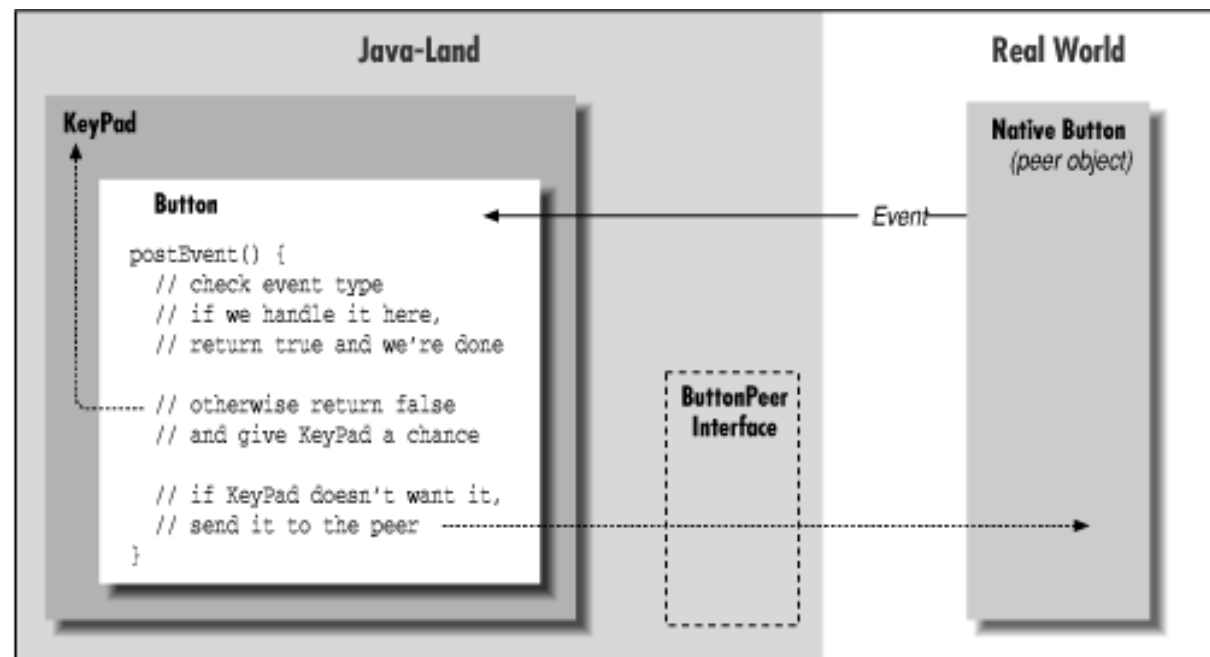 Java-Land
Real World
KeyPad
Native Button
(peer object)
Button
Event
postEvent() {
// check event type
// if we handle it here,
// return true and we're done
// otherwise return false
// and give KeyPad a chance
ButtonPeer
Interface
// if KeyPad doesn't want it,
// send it to the peer
}